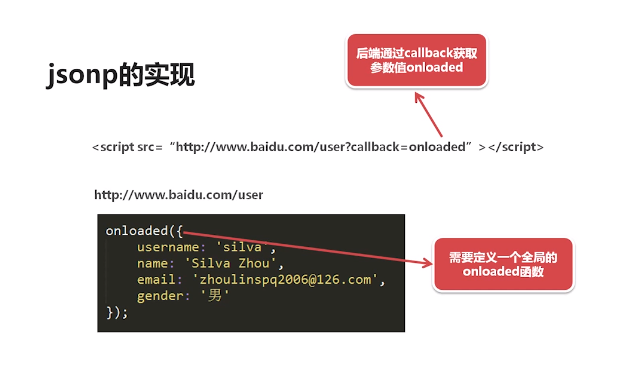 后端通过callback获取
参数值onloaded
jsonp的实现
<script src=“http://www.baidu.com/user?callback=onloaded”></script>
http://www.baidu.com/user
onloaded({
username: 'silva',
name: 'Silva Zhou',
email: 'zhoulinspq2006@126.com',
gender: '男'
});
需要定义一个全局的
onloaded函数